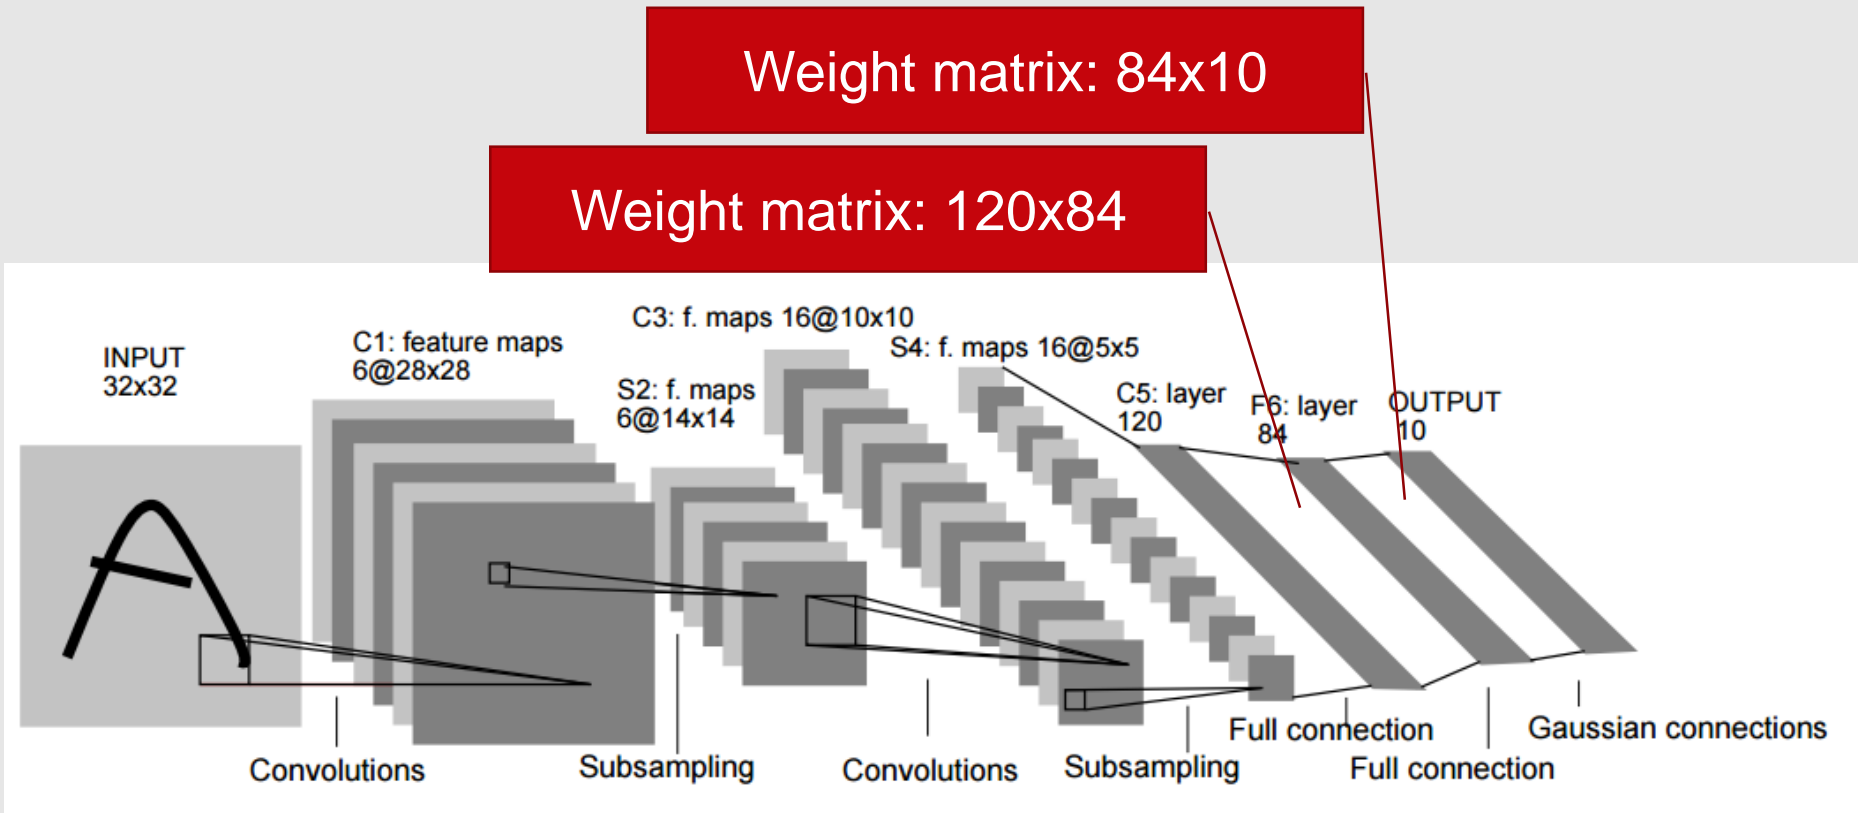 Weight matrix: 84x10
Weight matrix: 120x84
INPUT
32x32
C1: feature maps
6@28x28
S2: f. maps
6@14x14
C3: f. maps 16@10x10
S4: f. maps 16@5x5
C5: layer
120
F6: layer
84
OUTPUT
10
Convolutions
Subsampling
Convolutions
Subsampling
Full connection
Full connection
Gaussian connections